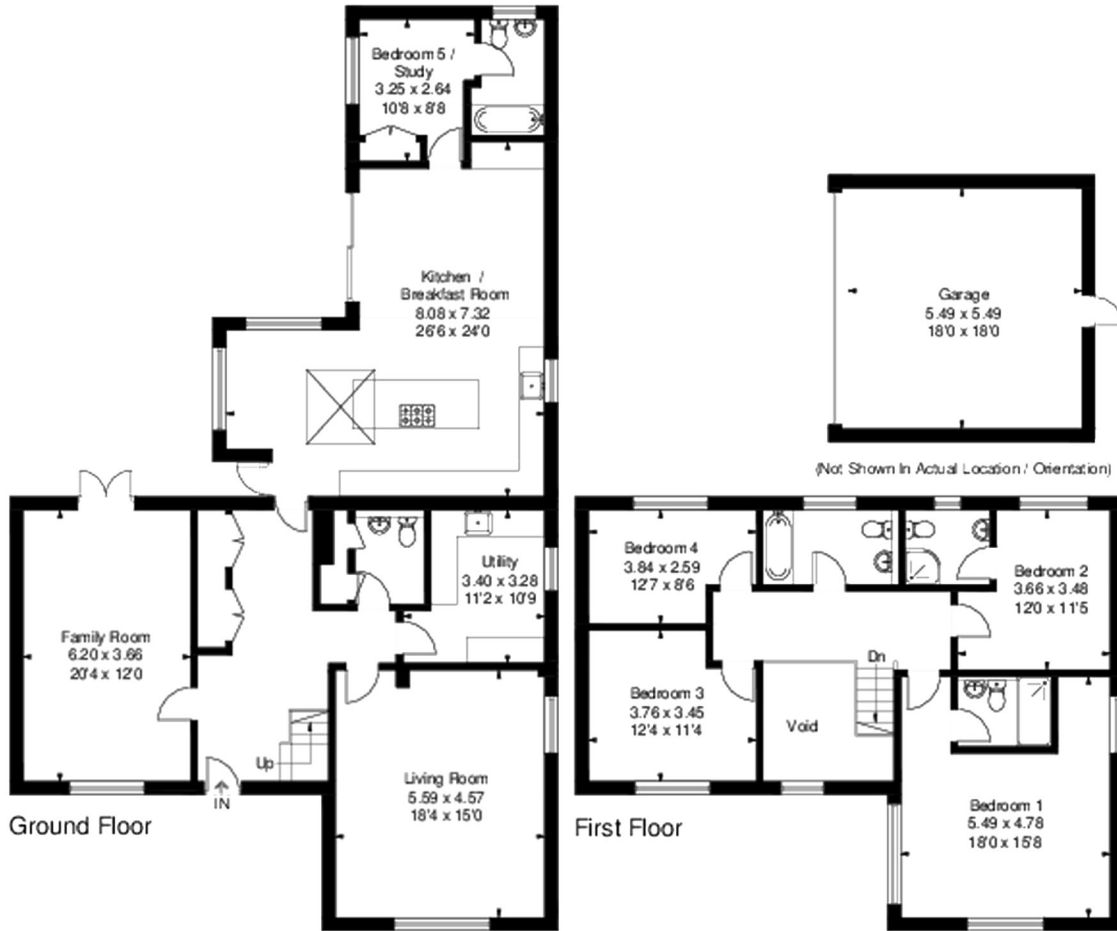 Bedroom 5 /
Study
3.25 x 2.64
10'8 x 8'8
Kitchen /
Breakfast Room
8.08 x 7.32
26'6 x 24'0
Garage
5.49 x 5.49
18'0 x 18'0
(Not Shown In Actual Location / Orientation)
Utility
3.40 x 3.28
11'2 x 10'9
Family Room
6.20 x 3.66
20'4 x 12'0
Up
IN
Living Room
5.59 x 4.57
18'4 x 15'0
Ground Floor
Bedroom 4
3.84 x 2.59
12'7 x 8'6
Bedroom 2
3.66 x 3.48
12'0 x 11'5
Dn
Bedroom 3
3.76 x 3.45
12'4 x 11'4
Void
Bedroom 1
5.49 x 4.78
18'0 x 15'8
First Floor